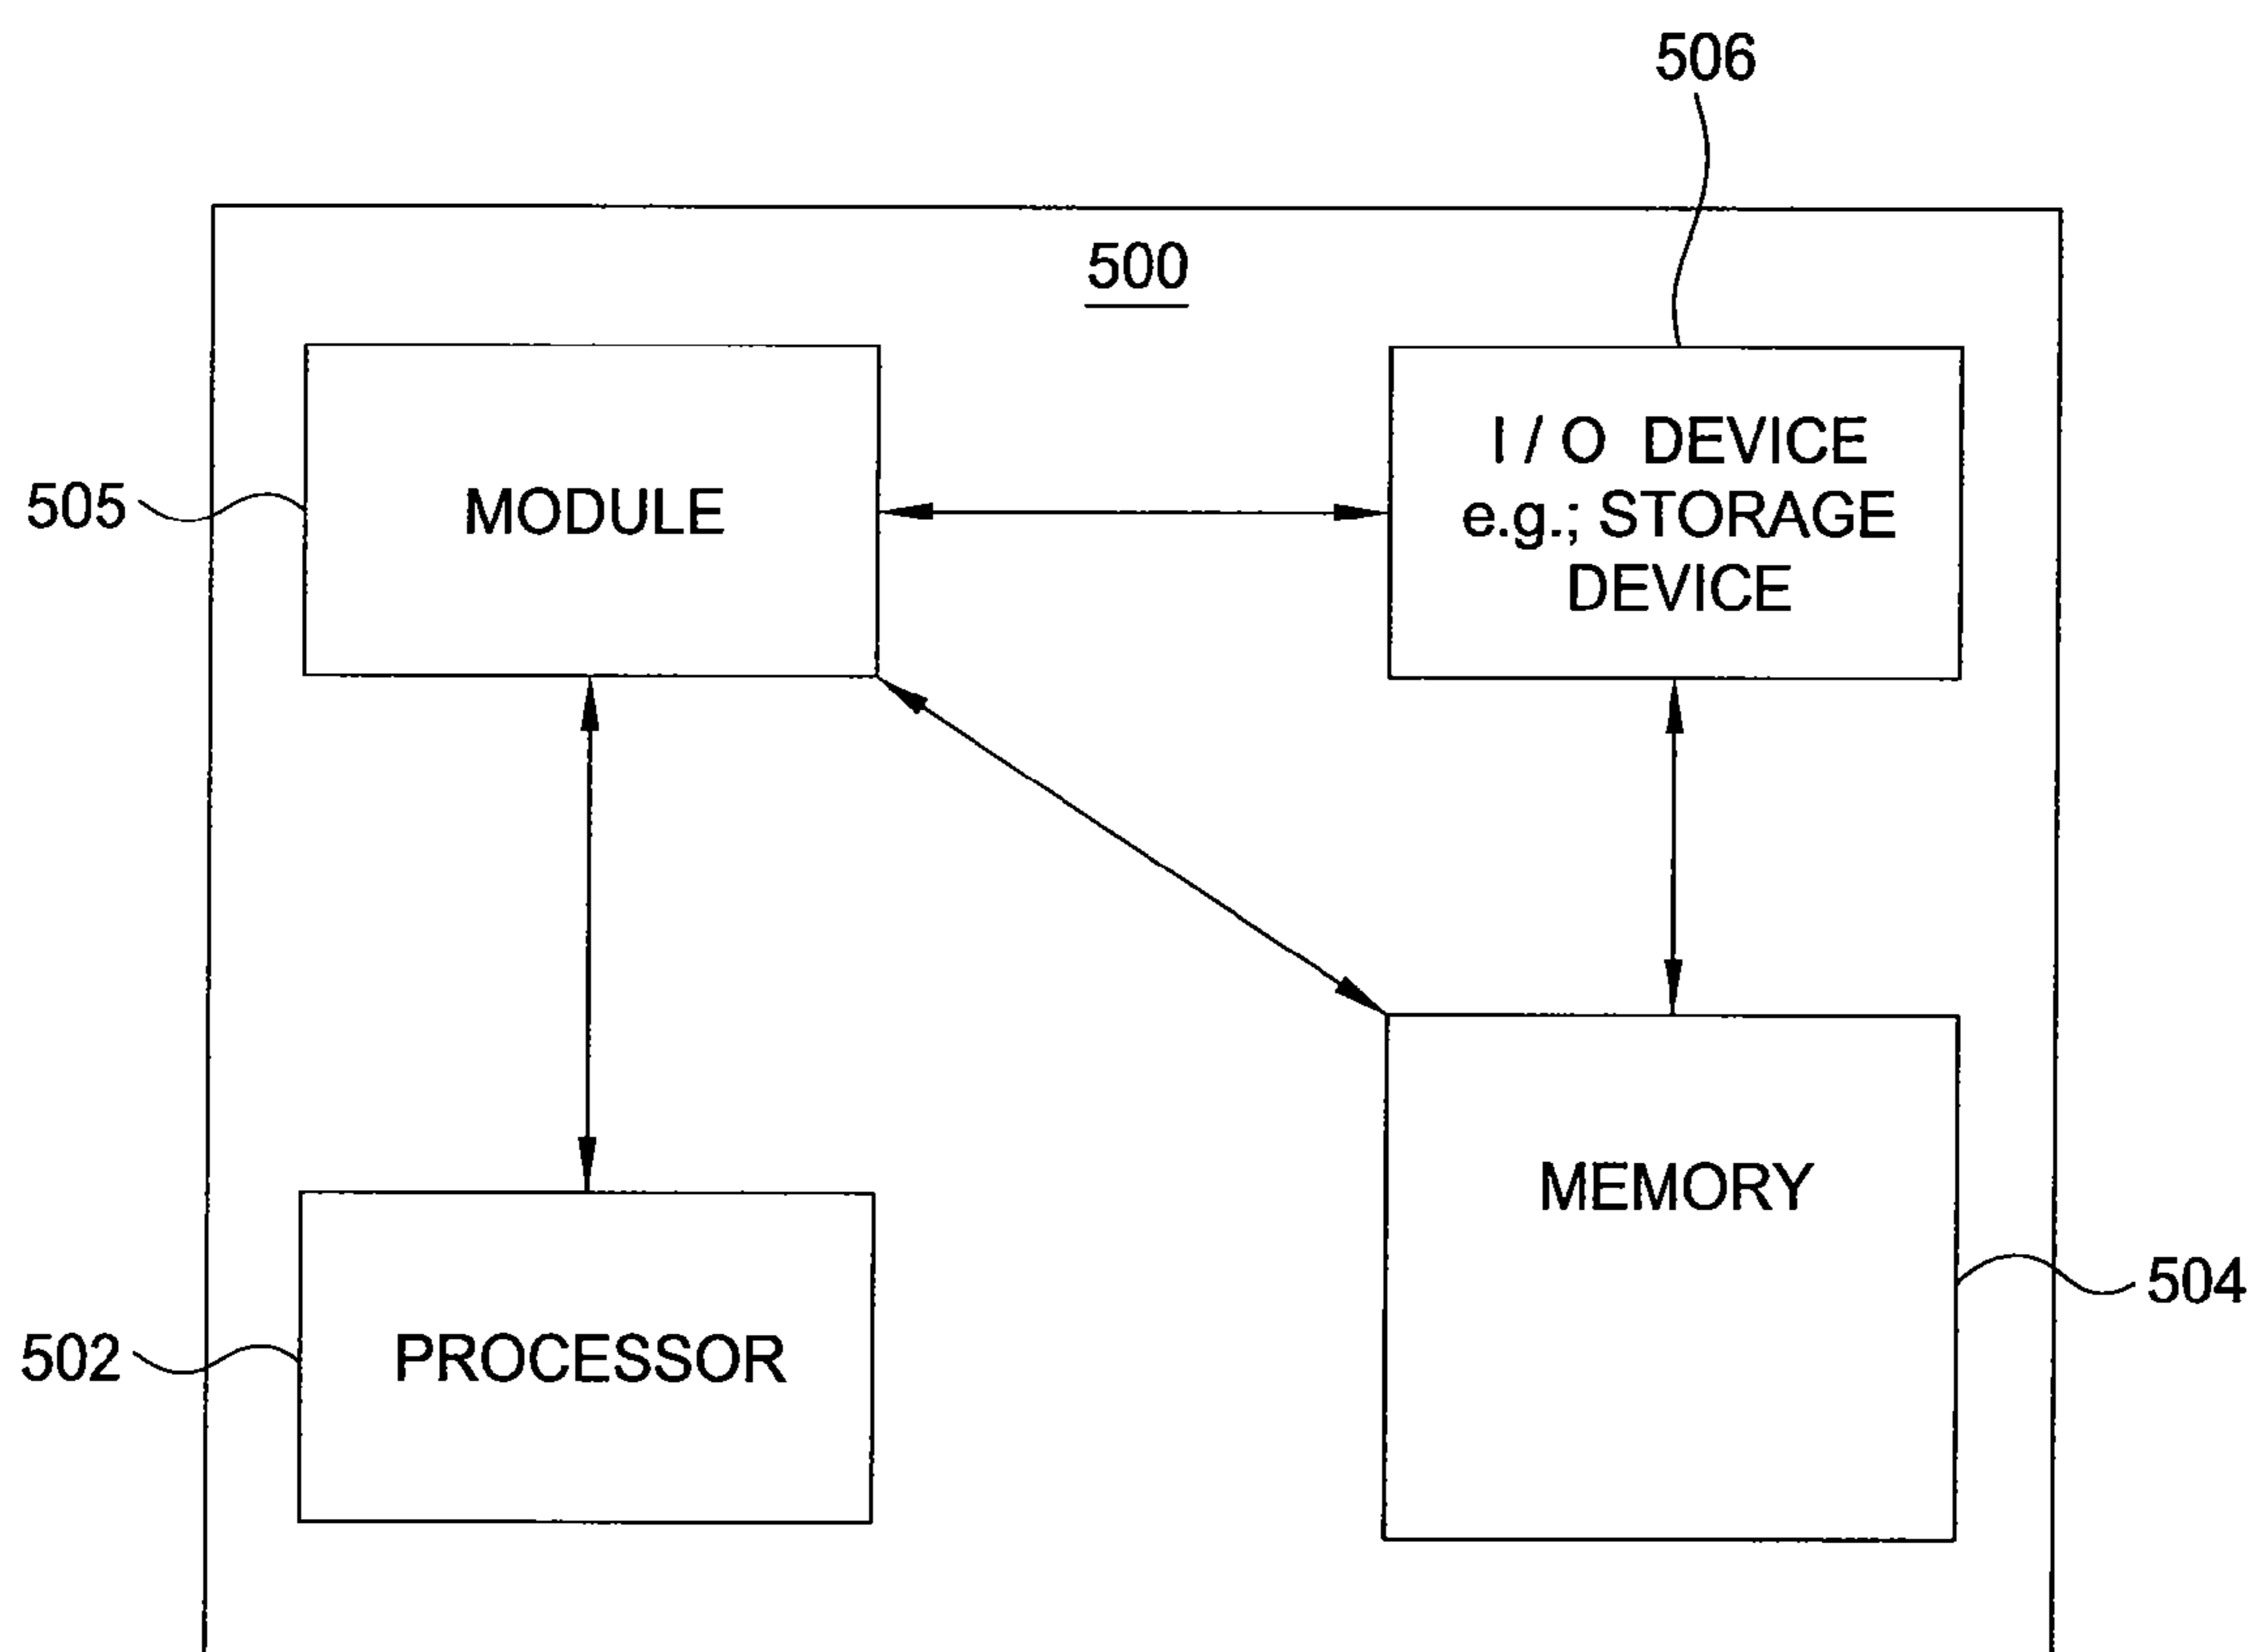 506
500
I / O DEVICE
505
MODULE
e.g.; STORAGE
DEVICE
MEMORY
504
502
PROCESSOR